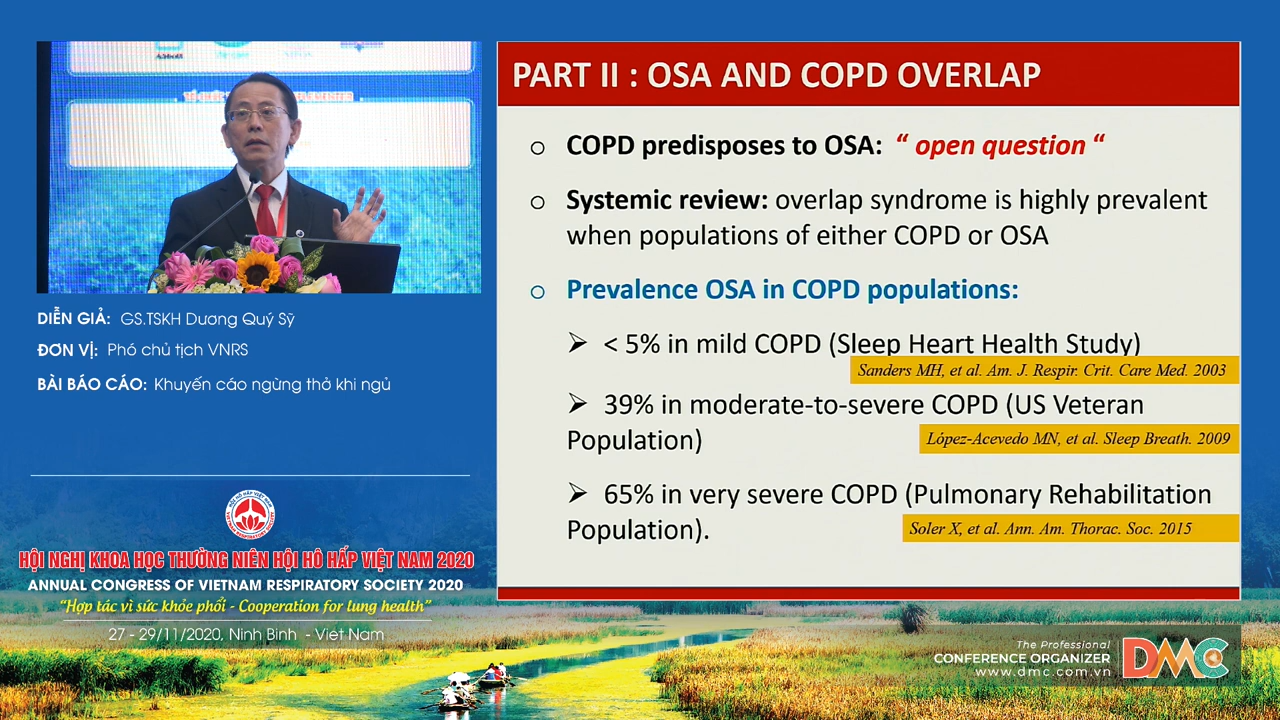 DIỄN GIẢ: GS.TSKH Dương Quý Sỹ
ĐƠN VỊ: Phó chủ tịch VNRS
BÀI BÁO CÁO: Khuyến cáo ngừng thở khi ngủ
HỘI HÔ HẤP VIỆT NAM
HỘI NGHỊ KHOA HỌC THƯỜNG NIÊN HỘI HÔ HẤP VIỆT NAM 2020
ANNUAL CONGRESS OF VIETNAM RESPIRATORY SOCIETY 2020
“Hợp tác vì sức khỏe phổi - Cooperation for lung health”
27 - 29/11/2020, Ninh Bình - Việt Nam
PART II : OSA AND COPD OVERLAP
COPD predisposes to OSA: “ open question “
Systemic review: overlap syndrome is highly prevalent
when populations of either COPD or OSA
Prevalence OSA in COPD populations:
< 5% in mild COPD (Sleep Heart Health Study)
Sanders MH, et al. Am. J. Respir. Crit. Care Med. 2003
39% in moderate-to-severe COPD (US Veteran
Population)
López-Acevedo MN, et al. Sleep Breath. 2009
65% in very severe COPD (Pulmonary Rehabilitation
Population).
Soler X, et al. Ann. Am. Thorac. Soc. 2015
The Professional
CONFERENCE ORGANIZER
www.dmc.com.vn
DMC